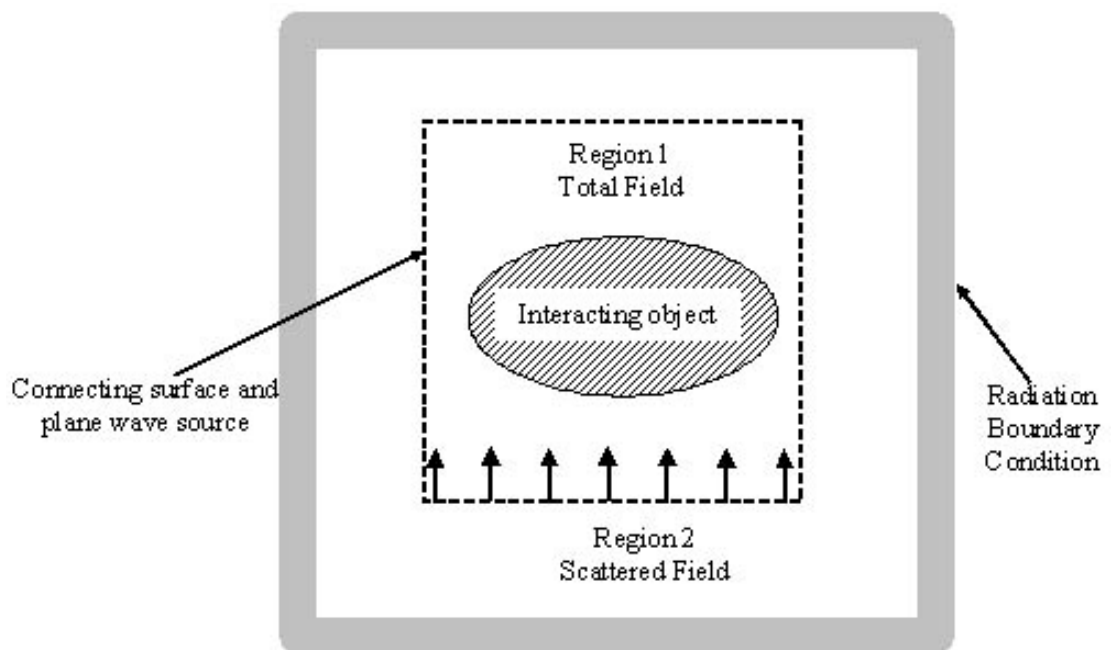 Region 1
Total Field
Interacting object
Connecting surface and
plane wave source
Radiation
Boundary
Condition
Region 2
Scattered Field